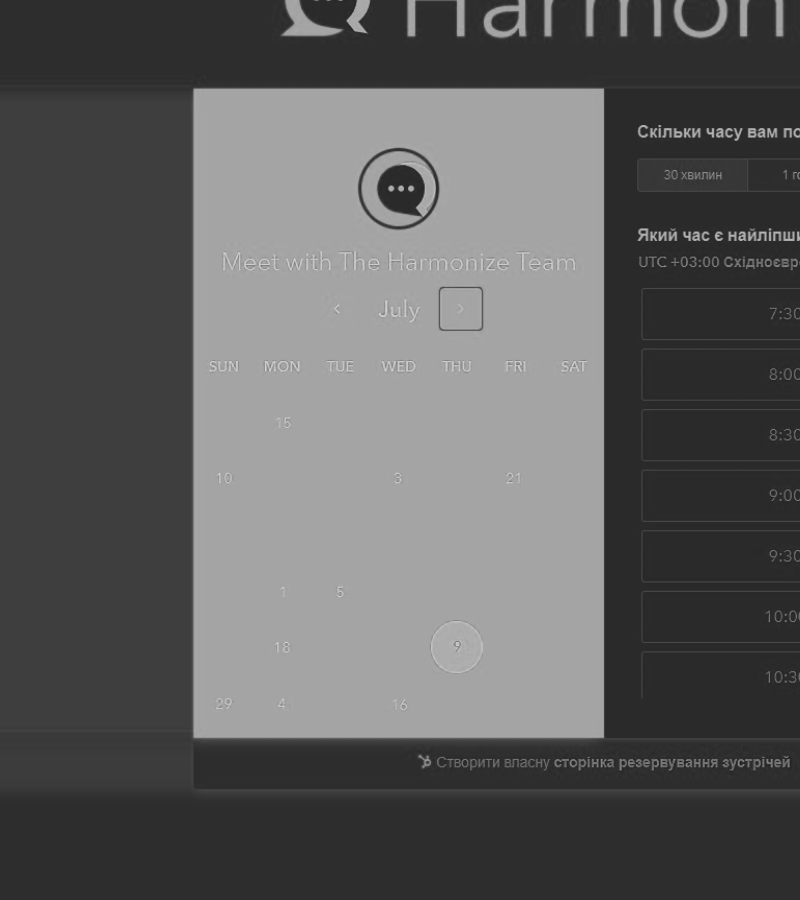 Harmon
Meet with The Harmonize Team
July
SUN MON TUE WED THU FRI SAT
15
10 3 21
1 5
18 9
29 4 16
Скільки часу вам по
30 хвилин 1 го
Який час є найліпши
UTC +03:00 Східноєвр
7:30
8:00
8:30
9:00
9:30
10:00
10:30
Створити власну сторінка резервування зустрічей